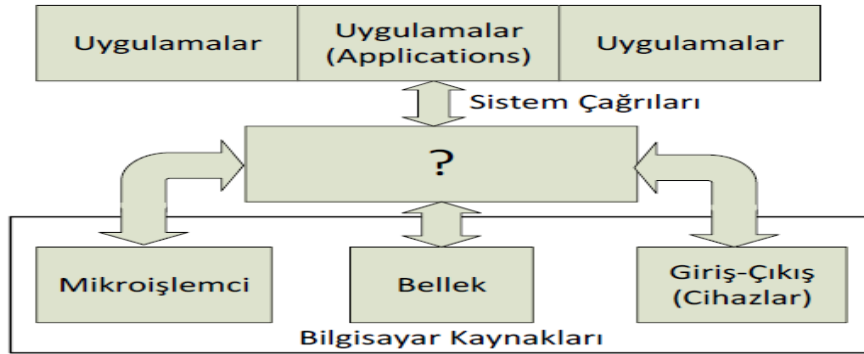 Uygulamalar
Uygulamalar
(Applications)
Uygulamalar
Sistem Çağrıları
?
Mikroişlemci
Bellek
Giriş-Çıkış
(Cihazlar)
Bilgisayar Kaynakları